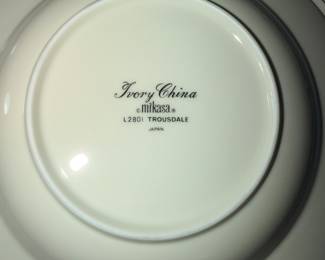 Ivory China
© mikasa ®
L2801 TROUSDALE
JAPAN